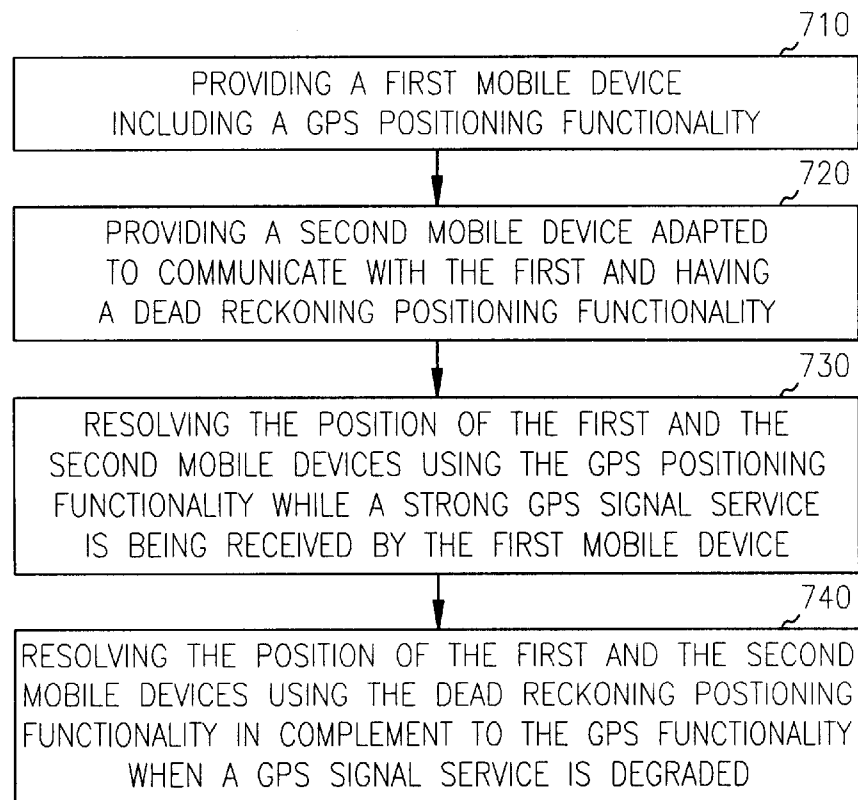 710
PROVIDING A FIRST MOBILE DEVICE
INCLUDING A GPS POSITIONING FUNCTIONALITY
720
PROVIDING A SECOND MOBILE DEVICE ADAPTED
TO COMMUNICATE WITH THE FIRST AND HAVING
A DEAD RECKONING POSITIONING FUNCTIONALITY
730
RESOLVING THE POSITION OF THE FIRST AND THE
SECOND MOBILE DEVICES USING THE GPS POSITIONING
FUNCTIONALITY WHILE A STRONG GPS SIGNAL SERVICE
IS BEING RECEIVED BY THE FIRST MOBILE DEVICE
740
RESOLVING THE POSITION OF THE FIRST AND THE SECOND
MOBILE DEVICES USING THE DEAD RECKONING POSTIONING
FUNCTIONALITY IN COMPLEMENT TO THE GPS FUNCTIONALITY
WHEN A GPS SIGNAL SERVICE IS DEGRADED